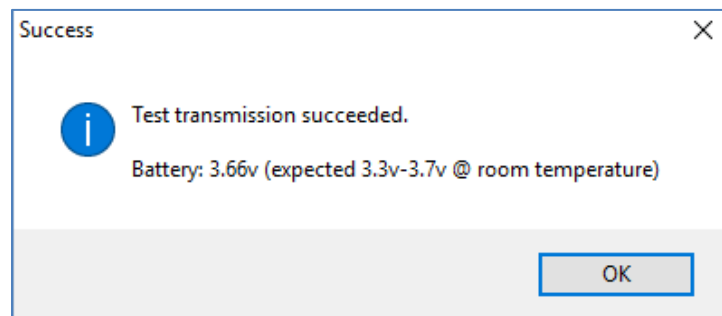 Success
Test transmission succeeded.
Battery: 3.66v (expected 3.3v-3.7v @ room temperature)
OK